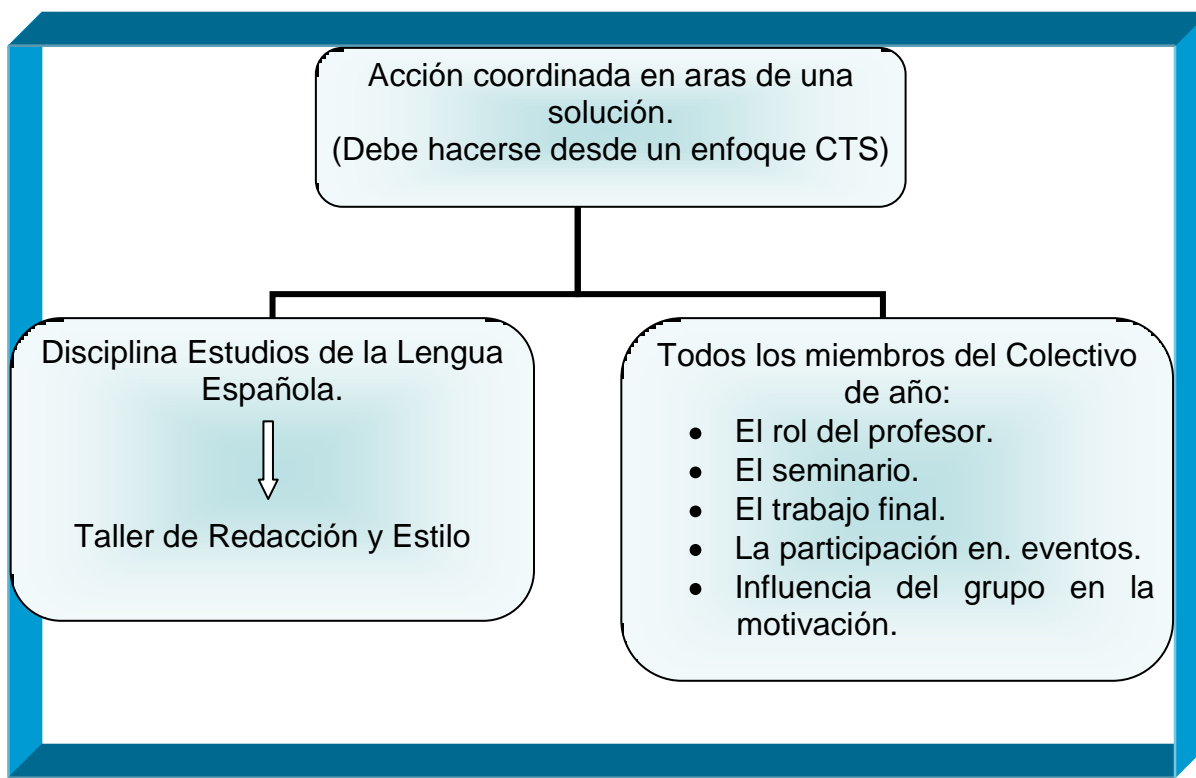 Acción coordinada en aras de una
solución.
(Debe hacerse desde un enfoque CTS)
Disciplina Estudios de la Lengua
Española.
Taller de Redacción y Estilo
Todos los miembros del Colectivo
de año:
• El rol del profesor.
• El seminario.
• El trabajo final.
• La participación en. eventos.
• Influencia del grupo en la
motivación.